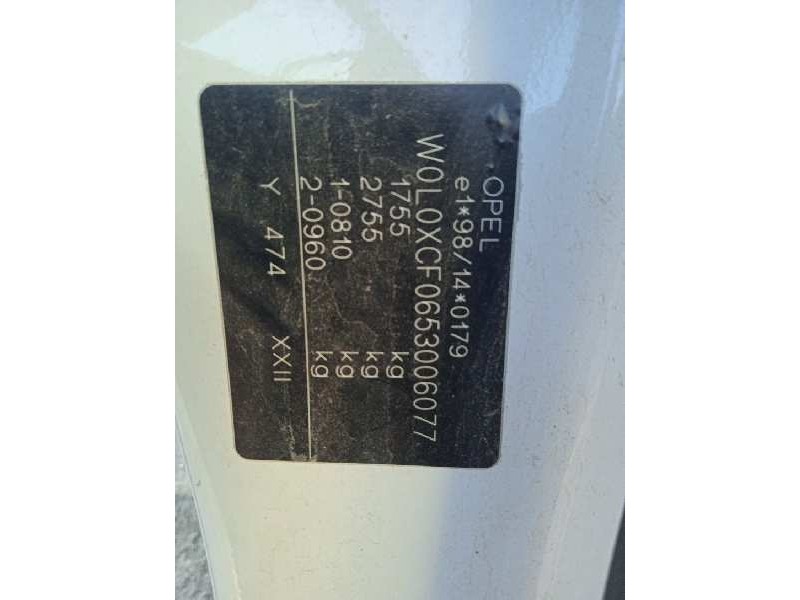 OPEL
e1*98/14*0179
W0L0XCF0653006077
1755 kg
2755 kg
1-0810 kg
2-0960 kg
Y 474 XXII